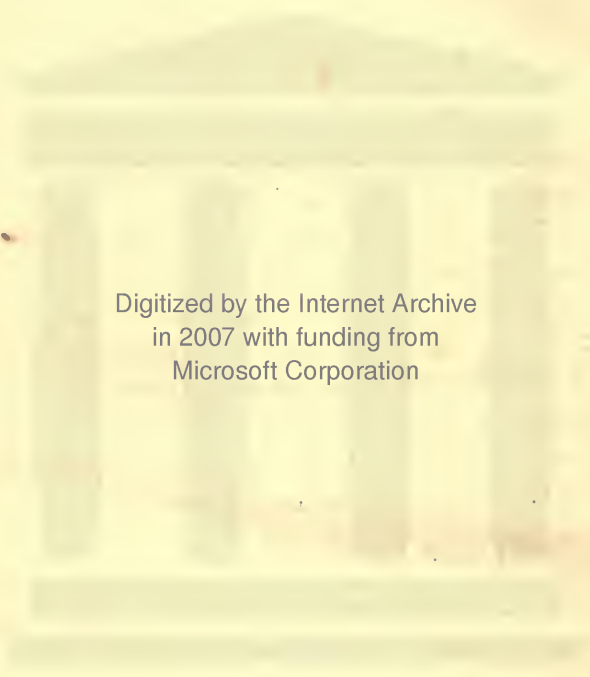 Digitized by the Internet Archive
in 2007 with funding from
Microsoft Corporation